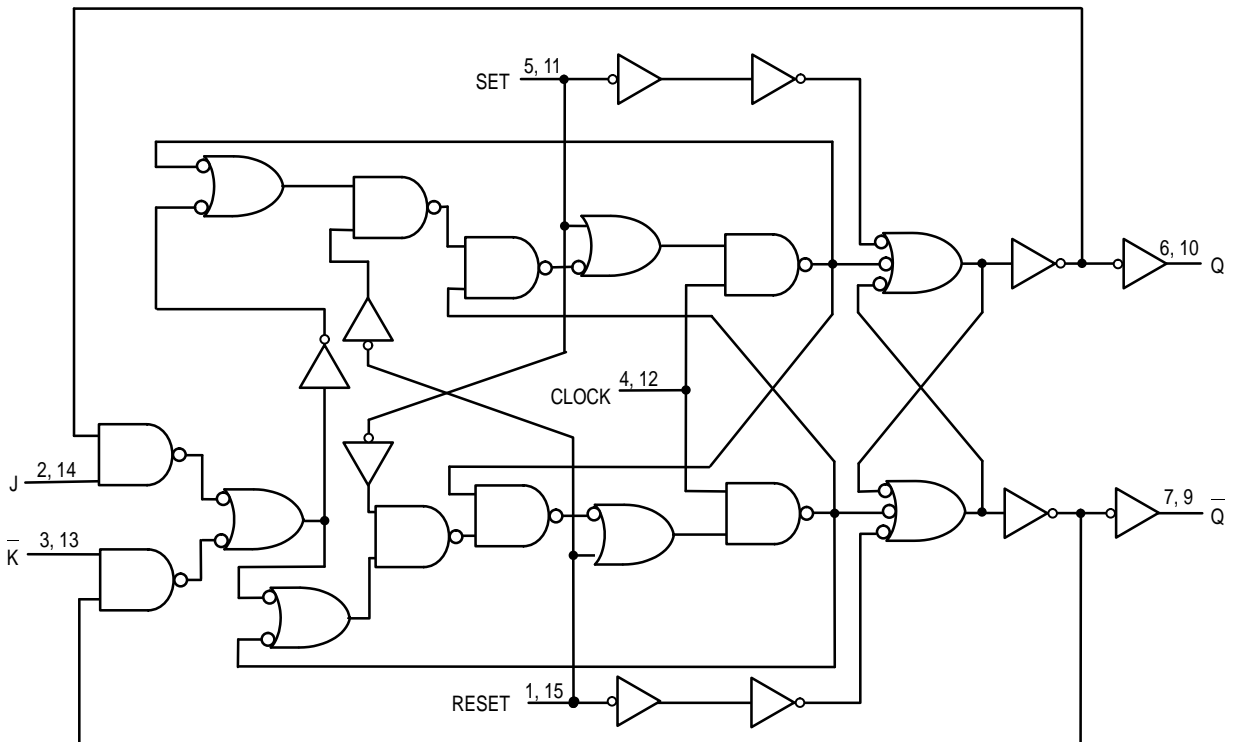 SET 5, 11
6, 10 Q
CLOCK 4, 12
J 2, 14
K̅ 3, 13
7, 9 Q̅
RESET 1, 15